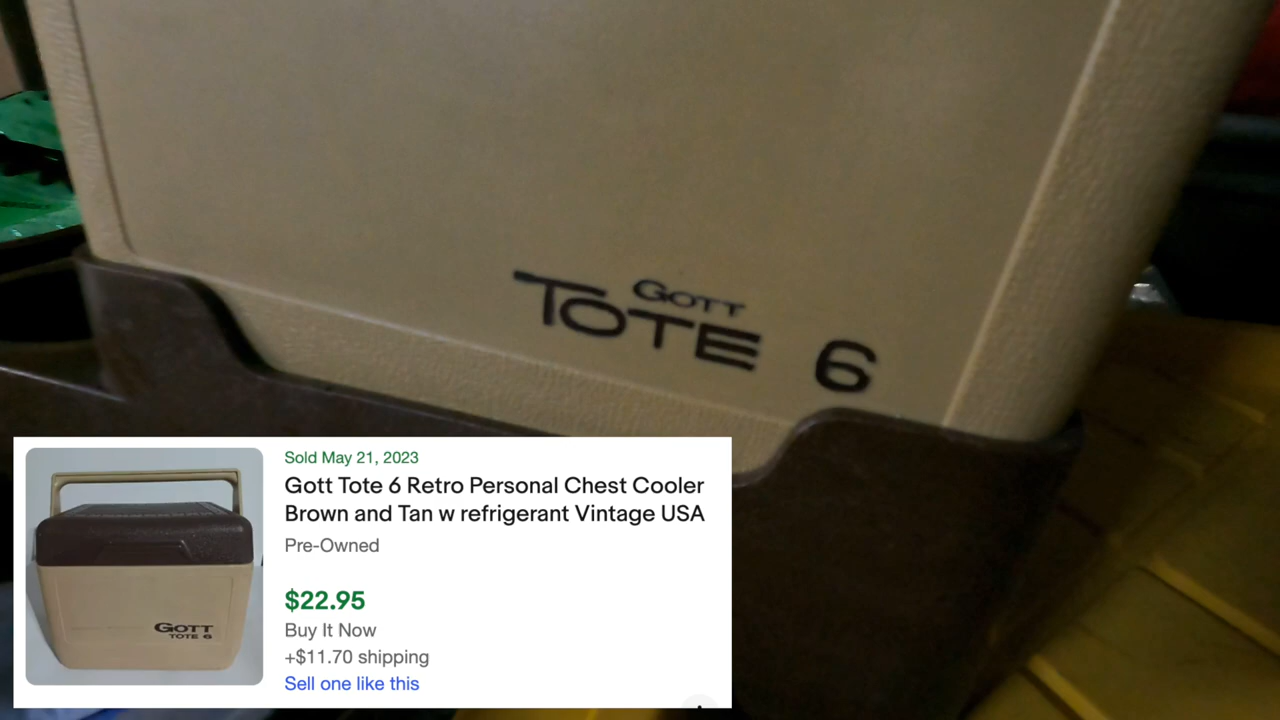 GOTT
TOTE 6
Sold May 21, 2023
Gott Tote 6 Retro Personal Chest Cooler
Brown and Tan w refrigerant Vintage USA
Pre-Owned
$22.95
Buy It Now
+$11.70 shipping
Sell one like this
GOTT
TOTE 6